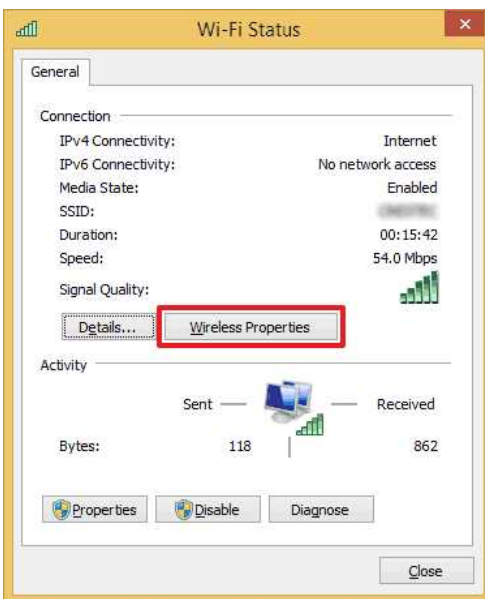 Wi-Fi Status
General
Connection
IPv4 Connectivity: Internet
IPv6 Connectivity: No network access
Media State: Enabled
SSID:
Duration: 00:15:42
Speed: 54.0 Mbps
Signal Quality:
Details... Wireless Properties
Activity
Sent Received
Bytes: 118 862
Properties Disable Diagnose
Close